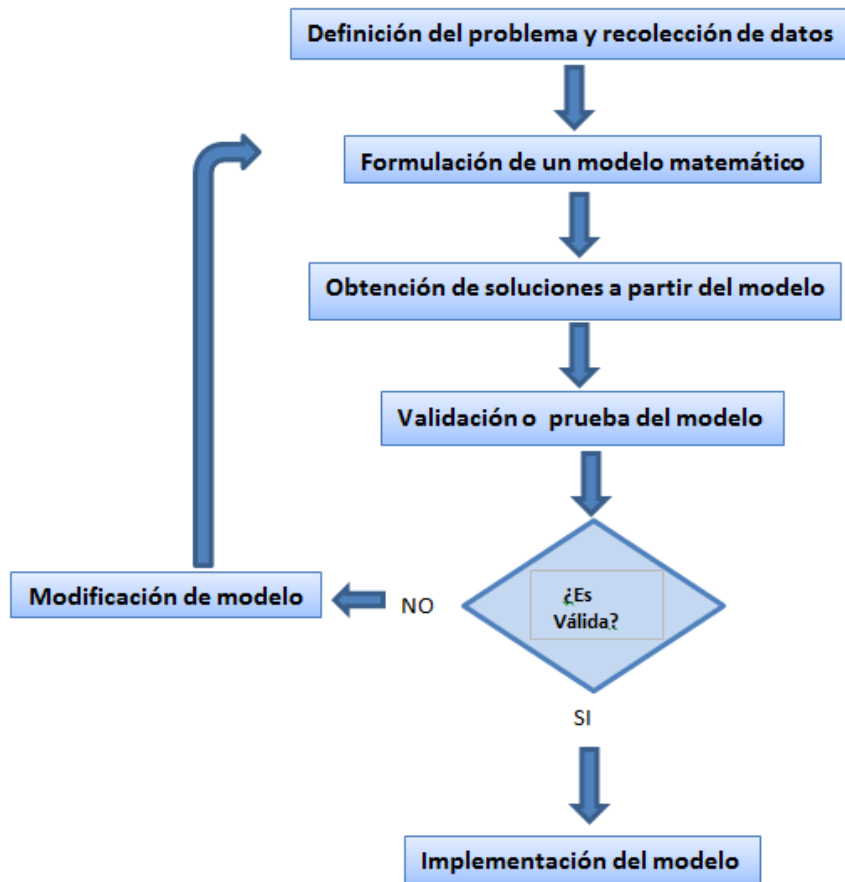 Definición del problema y recolección de datos
Formulación de un modelo matemático
Obtención de soluciones a partir del modelo
Validación o prueba del modelo
¿Es
Válida?
NO
Modificación de modelo
SI
Implementación del modelo